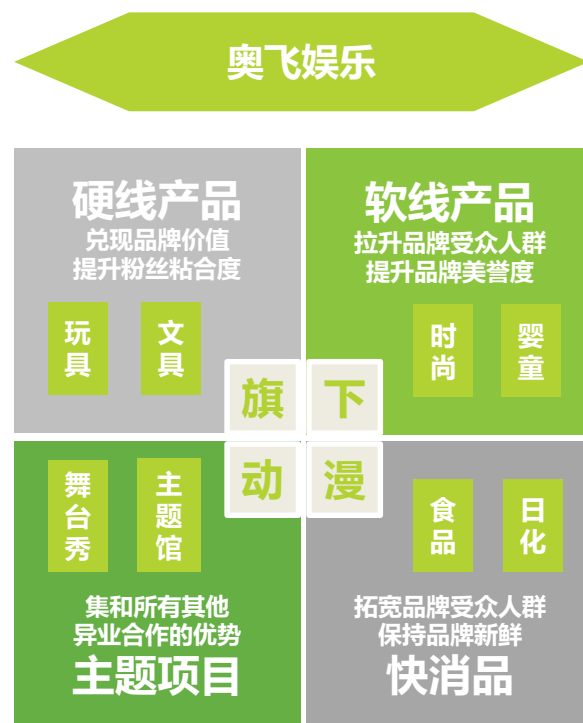 奥飞娱乐
硬线产品
兑现品牌价值
提升粉丝粘合度
玩具
文具
软线产品
拉升品牌受众人群
提升品牌美誉度
时尚
婴童
旗下
动漫
舞台秀
主题馆
集和所有其他
异业合作的优势
主题项目
食品
日化
拓宽品牌受众人群
保持品牌新鲜
快消品